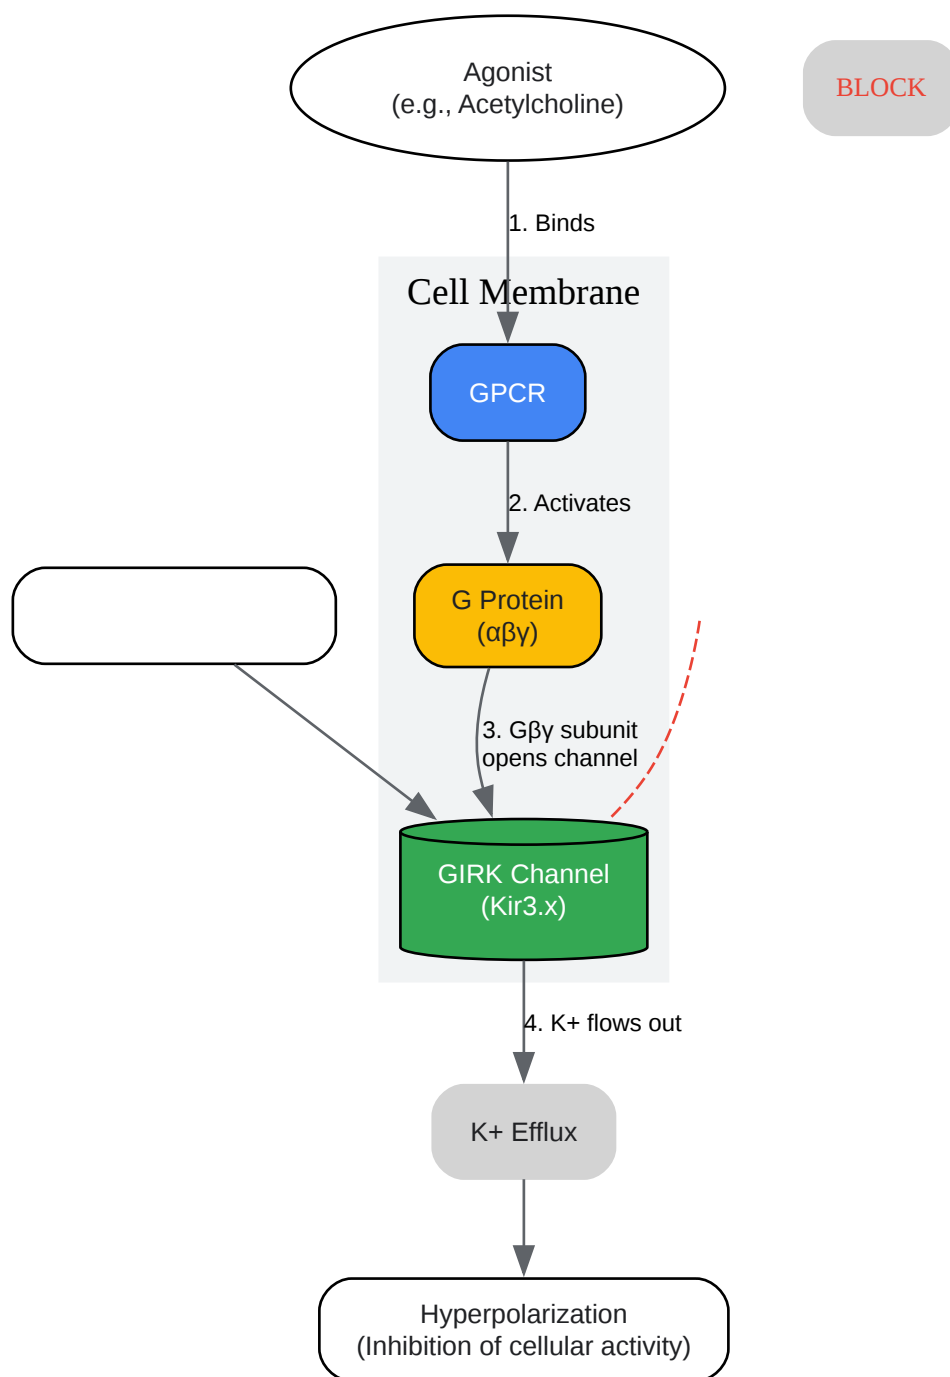 Agonist
(e.g., Acetylcholine)
BLOCK
1. Binds
Cell Membrane
GPCR
2. Activates
G Protein
(αβγ)
3. Gβγ subunit
opens channel
GIRK Channel
(Kir3.x)
4. K+ flows out
K+ Efflux
Hyperpolarization
(Inhibition of cellular activity)